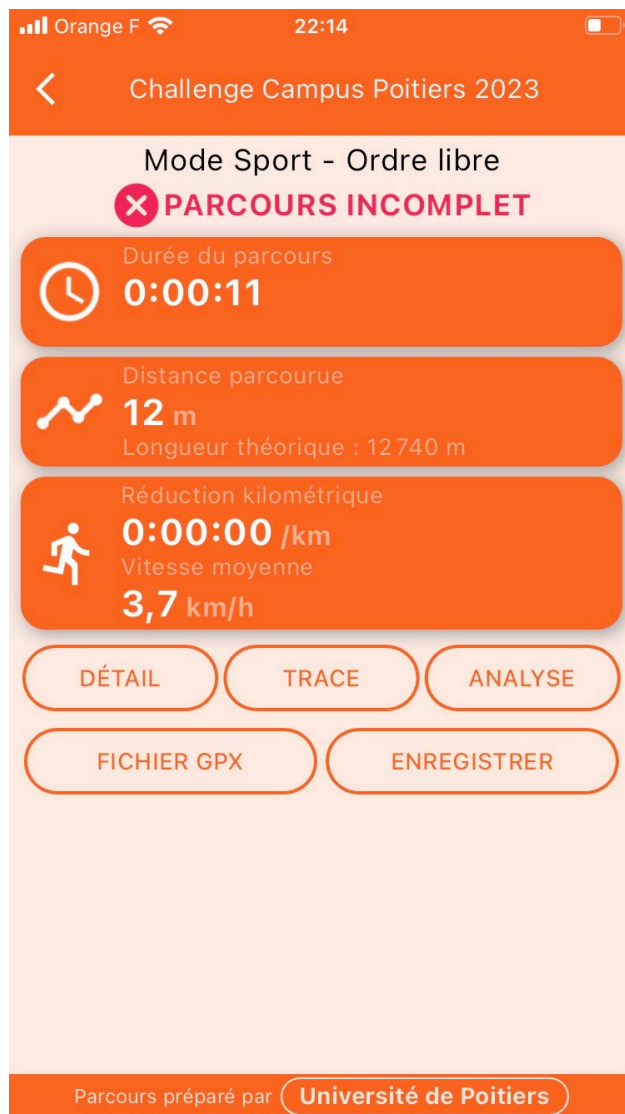 Orange F 22:14
Challenge Campus Poitiers 2023
Mode Sport - Ordre libre
PARCOURS INCOMPLET
Durée du parcours
0:00:11
Distance parcourue
12 m
Longueur théorique : 12 740 m
Réduction kilométrique
0:00:00 /km
Vitesse moyenne
3,7 km/h
DÉTAIL TRACE ANALYSE
FICHIER GPX ENREGISTRER
Parcours préparé par Université de Poitiers